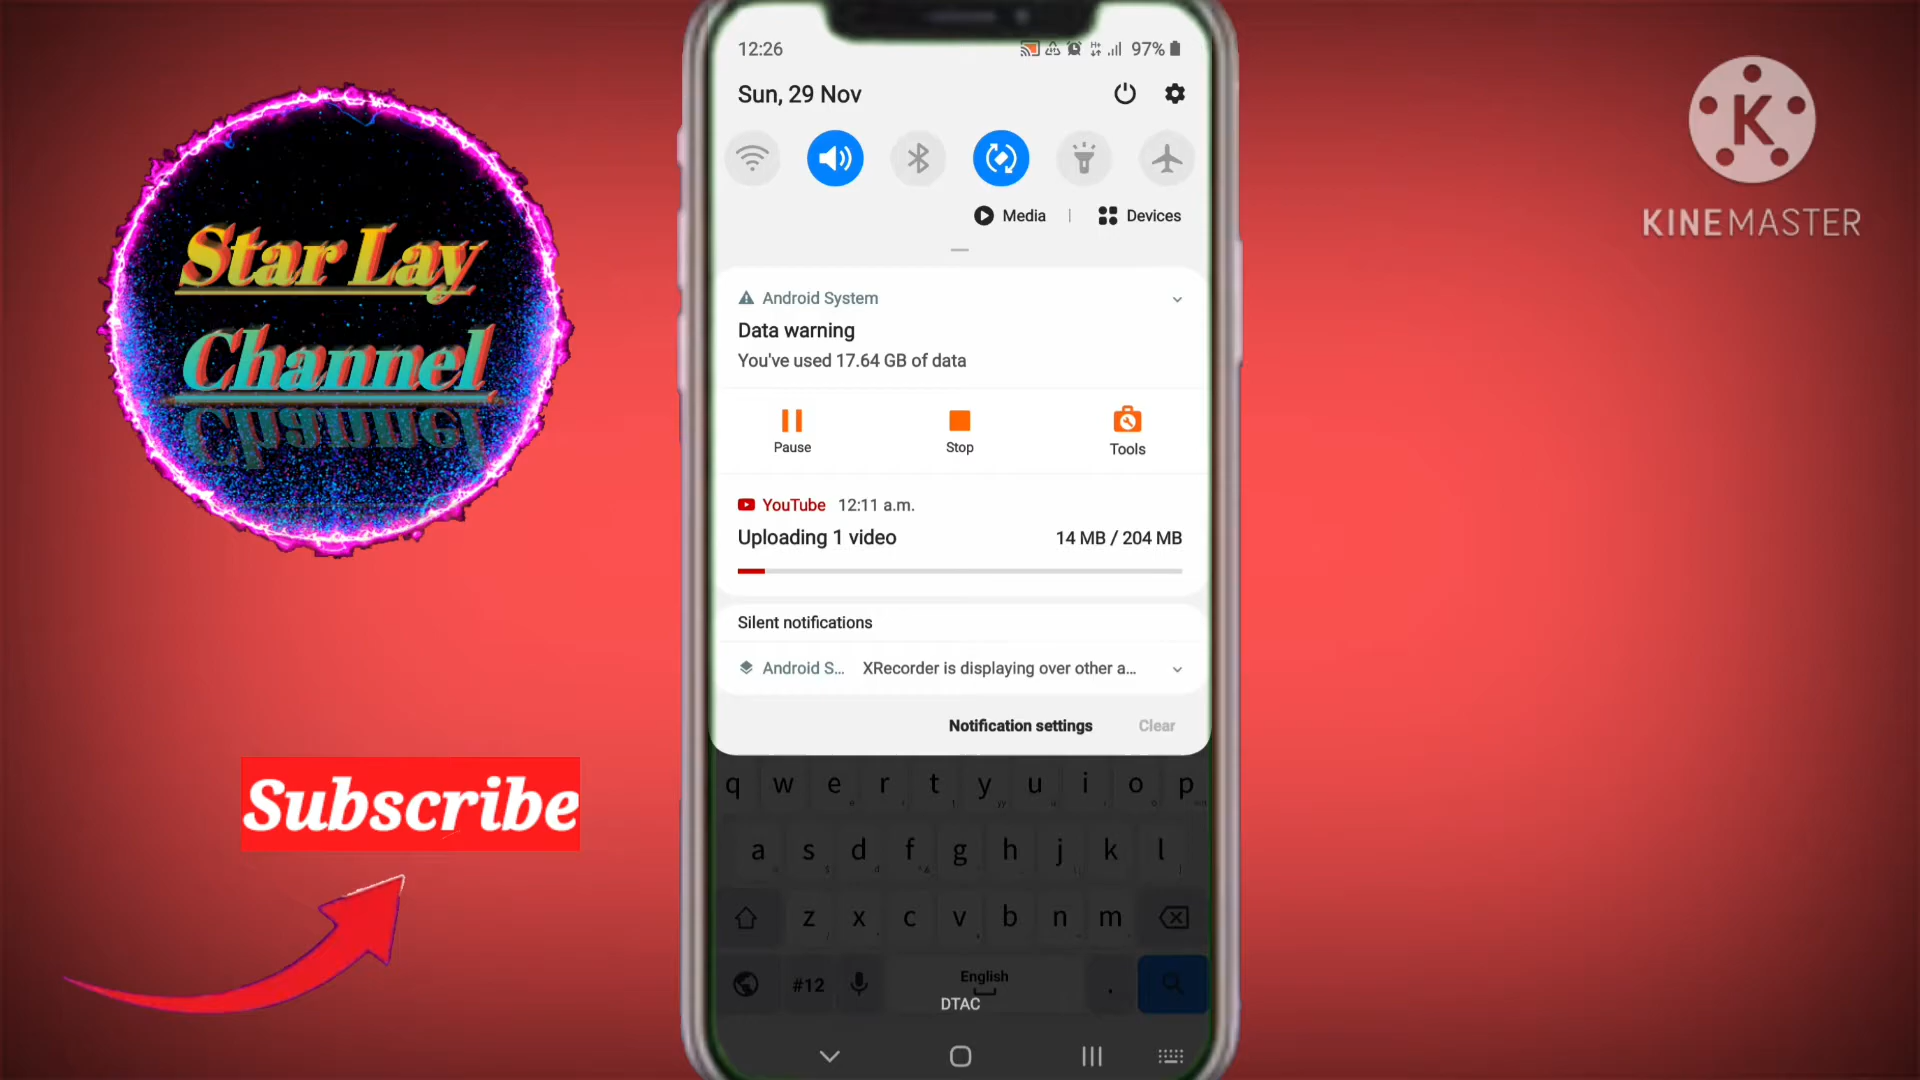 12:26
97%
Sun, 29 Nov
Media | Devices
Android System
Data warning
You've used 17.64 GB of data
Pause Stop Tools
YouTube 12:11 a.m.
Uploading 1 video 14 MB / 204 MB
Silent notifications
Android S... XRecorder is displaying over other a...
Notification settings Clear
q w e r t y u i o p
a s d f g h j k l
z x c v b n m
#12 English .
DTAC
Star Lay
Channel
Channel
Subscribe
K
KINEMASTER